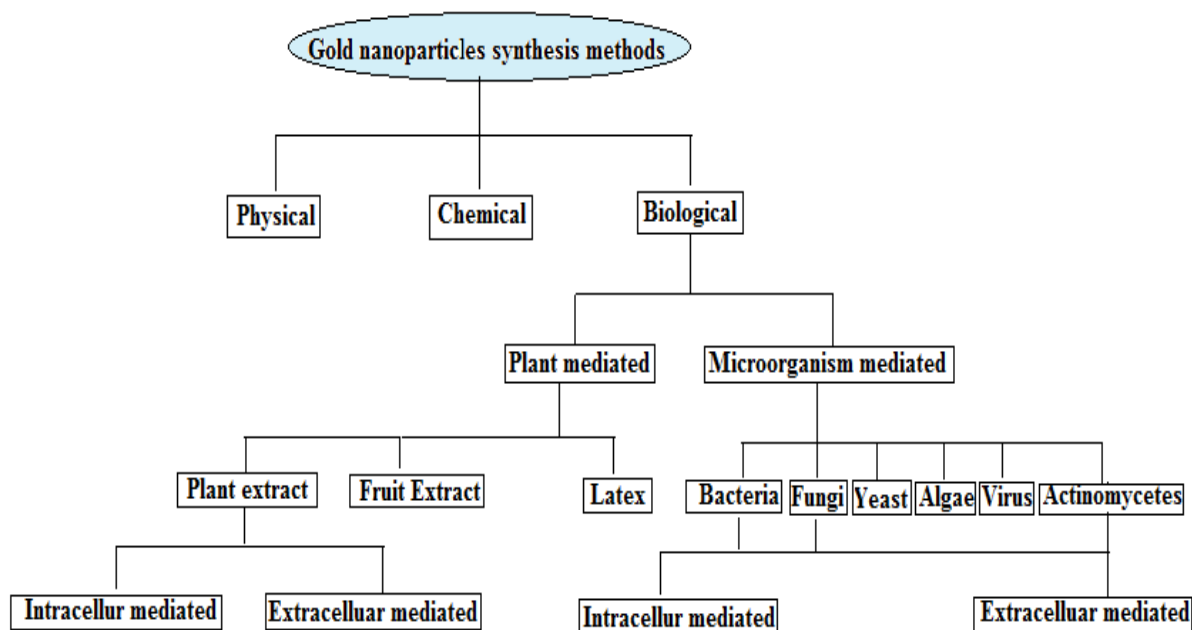 Gold nanoparticles synthesis methods
Physical
Chemical
Biological
Plant mediated
Microorganism mediated
Plant extract
Fruit Extract
Latex
Bacteria
Fungi
Yeast
Algae
Virus
Actinomycetes
Intracellur mediated
Extracelluar mediated
Intracellur mediated
Extracelluar mediated